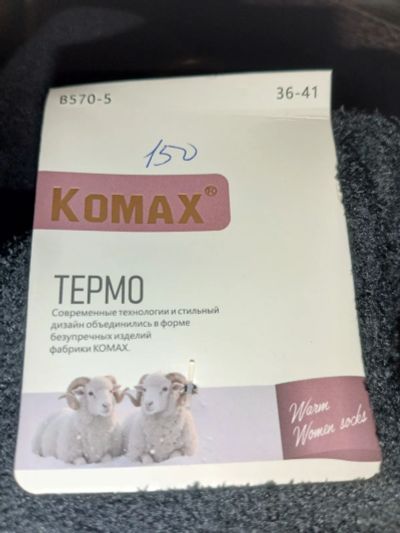 B570-5 36-41
150
KOMAX®
ТЕРМО
Современные технологии и стильный
дизайн объединились в форме
безупречных изделий
фабрики КОМАХ.
Warm
Women socks